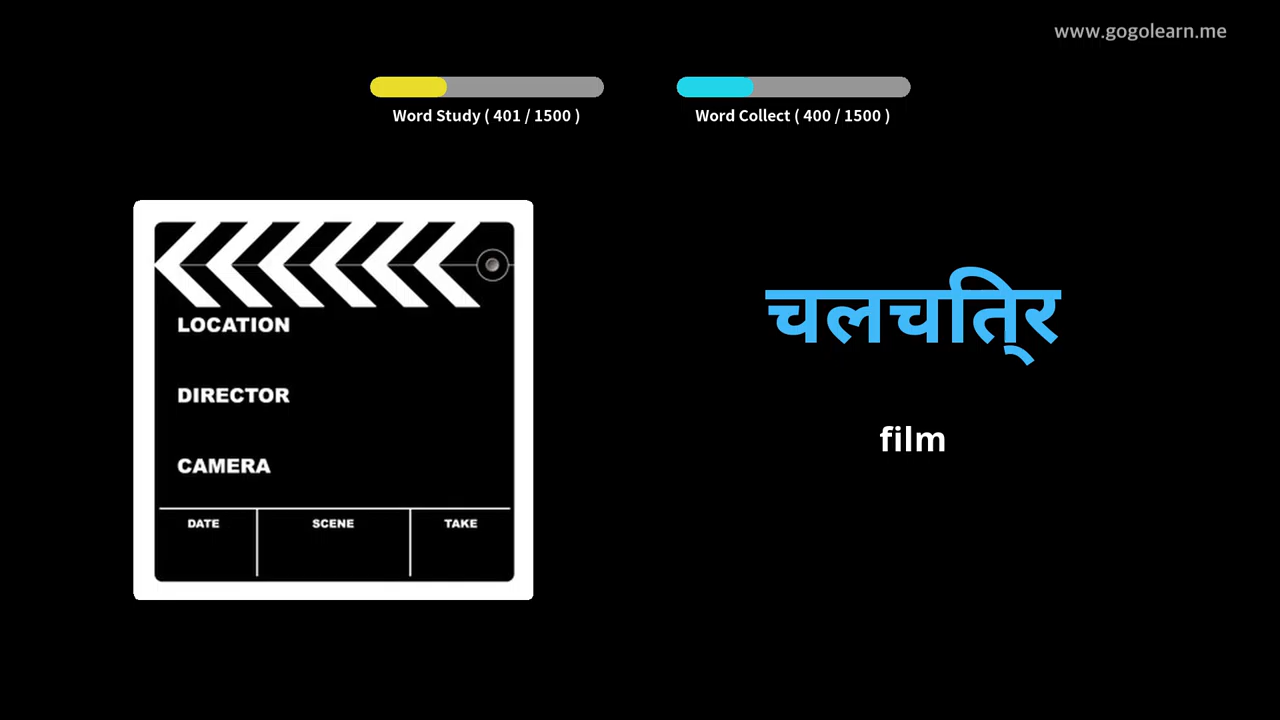 www.gogolearn.me
Word Study ( 401 / 1500 )
Word Collect ( 400 / 1500 )
LOCATION
DIRECTOR
CAMERA
DATE SCENE TAKE
चलचति्र
film